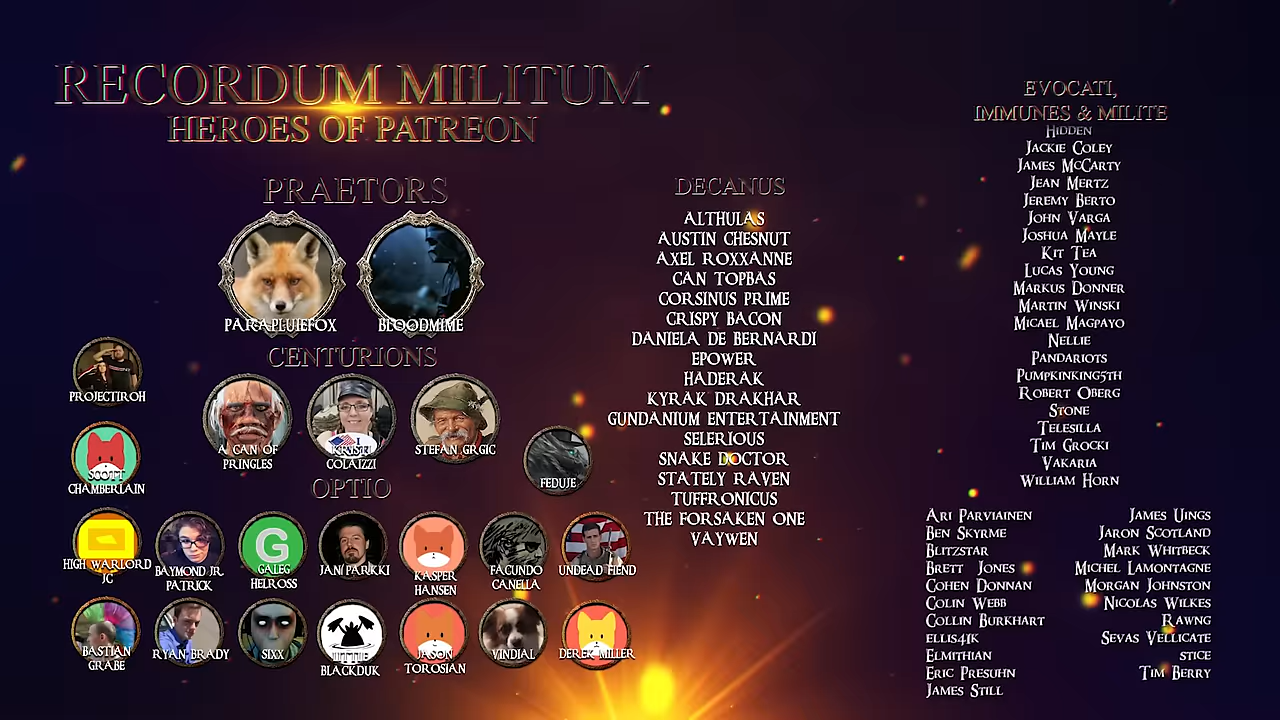 RECORDUM MILITUM
HEROES OF PATREON
PRAETORS
PARAPLUIEFOX
BLOODMIME
CENTURIONS
A CAN OF
PRINGLES
KRISTI
COLAIZZI
STEFAN GRGIC
OPTIO
PROJECTIROH
SCOTT
CHAMBERLAIN
FEDUJE
HIGH WARLORD
JG
BAYMOND JR.
PATRICK
G
GALEG
HELROSS
JANI PARKKI
KASPER
HANSEN
FACUNDO
CANELLA
UNDEAD FIEND
BASTIAN
GRABE
RYAN BRADY
SIXX
BLACKDUK
JASON
TOROSIAN
VINDIAL
DEREK MILLER
DECANUS
ALTHULAS
AUSTIN CHESNUT
AXEL ROXXANNE
CAN TOPBAS
CORSINUS PRIME
CRISPY BACON
DANIELA DE BERNARDI
EPOWER
HADERAK
KYRAK DRAKHAR
GUNDANIUM ENTERTAINMENT
SELERIOUS
SNAKE DOCTOR
STATELY RAVEN
TUFFRONICUS
THE FORSAKEN ONE
VAYWEN
EVOCATI,
IMMUNES & MILITE
HIDDEN
JACKIE COLEY
JAMES MCCARTY
JEAN MERTZ
JEREMY BERTO
JOHN VARGA
JOSHUA MAYLE
KIT TEA
LUCAS YOUNG
MARKUS DONNER
MARTIN WINSKI
MICAEL MAGPAYO
NELLIE
PANDARIOTS
PUMPKINKING5TH
ROBERT OBERG
STONE
TELESILLA
TIM GROCKI
VAKARIA
WILLIAM HORN
ARI PARVIAINEN
BEN SKYRME
BLITZSTAR
BRETT JONES
COHEN DONNAN
COLIN WEBB
COLLIN BURKHART
ELLIS41K
ELMITHIAN
ERIC PRESUHN
JAMES STILL
JAMES UINGS
JARON SCOTLAND
MARK WHITBECK
MICHEL LAMONTAGNE
MORGAN JOHNSTON
NICOLAS WILKES
RAWNG
SEVAS VELLICATE
STICE
TIM BERRY